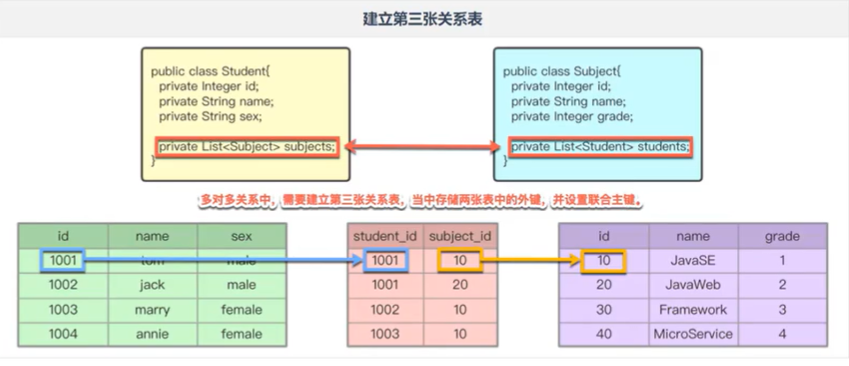 建立第三张关系表
public class Student{
private Integer id;
private String name;
private String sex;
private List<Subject> subjects;
}
public class Subject{
private Integer id;
private String name;
private Integer grade;
private List<Student> students;
}
多对多关系中，需要建立第三张关系表，当中存储两张表中的外键，并设置联合主键。
id name sex
1001 tom male
1002 jack male
1003 marry female
1004 annie female
student_id subject_id
1001 10
1001 20
1002 10
1003 10
id name grade
10 JavaSE 1
20 JavaWeb 2
30 Framework 3
40 MicroService 4